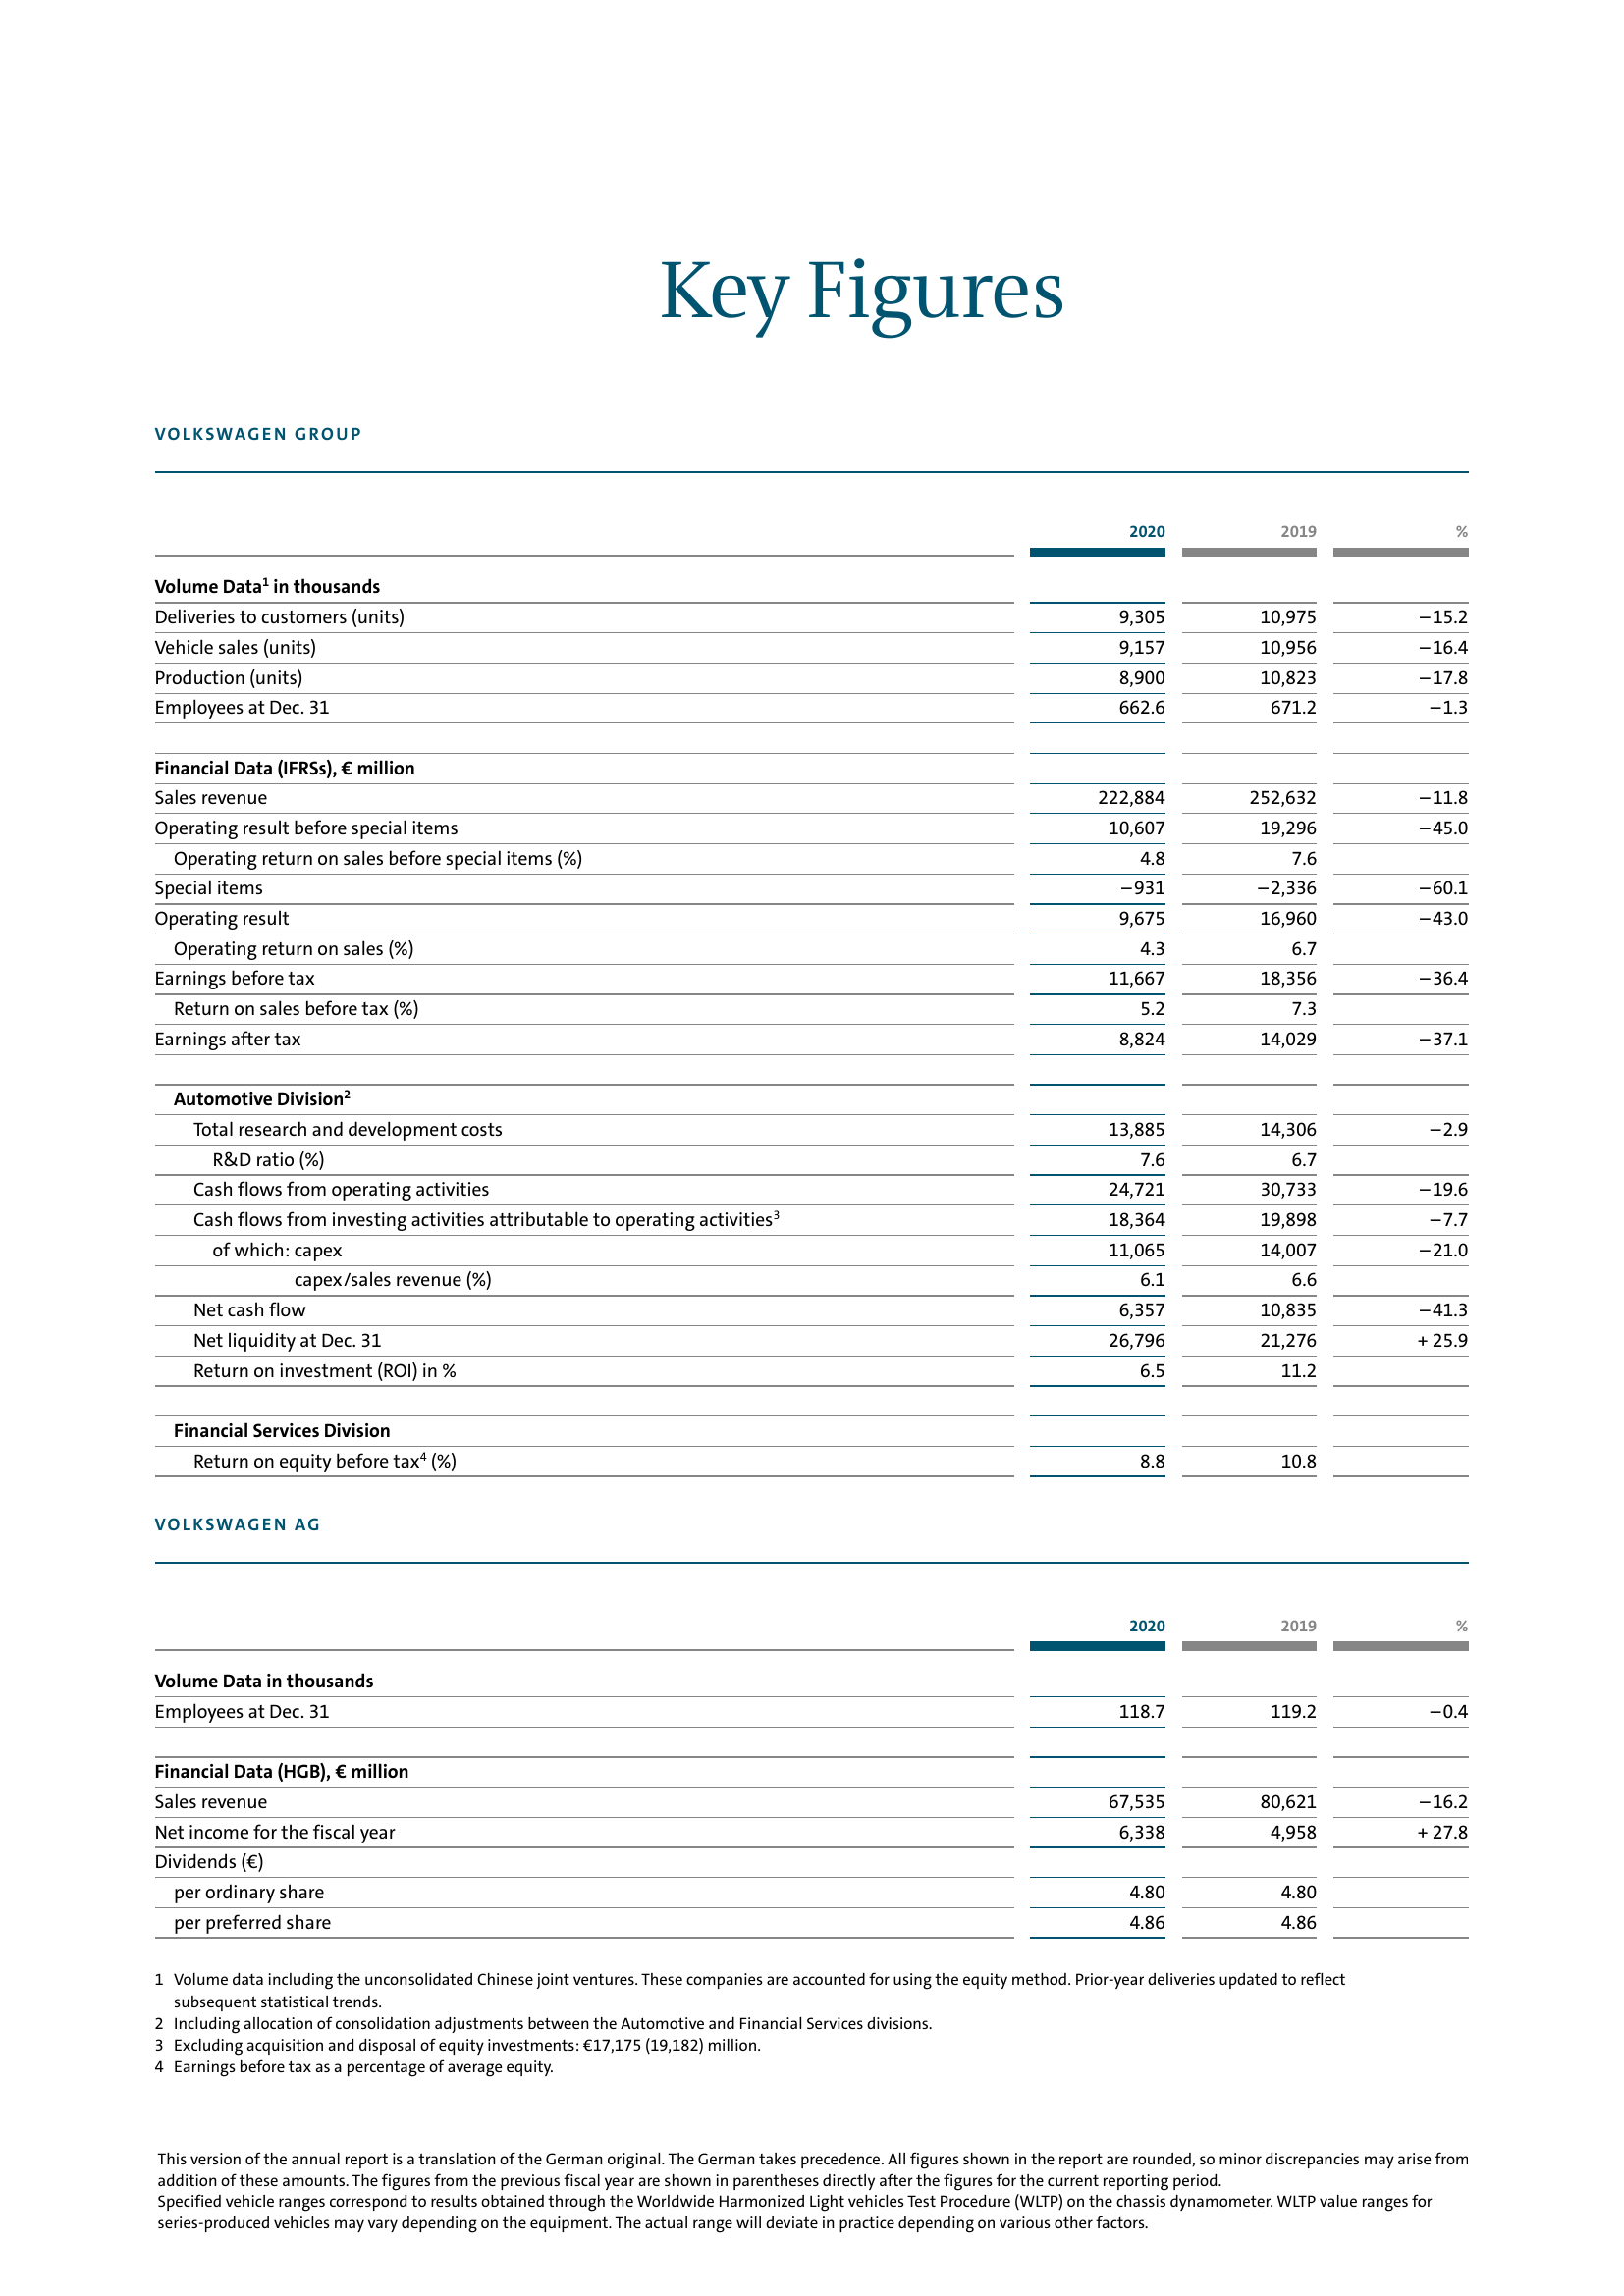 Key Figures
VOLKSWAGEN GROUP
2020 2019 %
Volume Data¹ in thousands
Deliveries to customers (units) 9,305 10,975 –15.2
Vehicle sales (units) 9,157 10,956 –16.4
Production (units) 8,900 10,823 –17.8
Employees at Dec. 31 662.6 671.2 –1.3
Financial Data (IFRSs), € million
Sales revenue 222,884 252,632 –11.8
Operating result before special items 10,607 19,296 –45.0
Operating return on sales before special items (%) 4.8 7.6
Special items –931 –2,336 –60.1
Operating result 9,675 16,960 –43.0
Operating return on sales (%) 4.3 6.7
Earnings before tax 11,667 18,356 –36.4
Return on sales before tax (%) 5.2 7.3
Earnings after tax 8,824 14,029 –37.1
Automotive Division²
Total research and development costs 13,885 14,306 –2.9
R&D ratio (%) 7.6 6.7
Cash flows from operating activities 24,721 30,733 –19.6
Cash flows from investing activities attributable to operating activities³ 18,364 19,898 –7.7
of which: capex 11,065 14,007 –21.0
capex/sales revenue (%) 6.1 6.6
Net cash flow 6,357 10,835 –41.3
Net liquidity at Dec. 31 26,796 21,276 + 25.9
Return on investment (ROI) in % 6.5 11.2
Financial Services Division
Return on equity before tax⁴ (%) 8.8 10.8
VOLKSWAGEN AG
2020 2019 %
Volume Data in thousands
Employees at Dec. 31 118.7 119.2 –0.4
Financial Data (HGB), € million
Sales revenue 67,535 80,621 –16.2
Net income for the fiscal year 6,338 4,958 + 27.8
Dividends (€)
per ordinary share 4.80 4.80
per preferred share 4.86 4.86
1 Volume data including the unconsolidated Chinese joint ventures. These companies are accounted for using the equity method. Prior-year deliveries updated to reflect
subsequent statistical trends.
2 Including allocation of consolidation adjustments between the Automotive and Financial Services divisions.
3 Excluding acquisition and disposal of equity investments: €17,175 (19,182) million.
4 Earnings before tax as a percentage of average equity.
This version of the annual report is a translation of the German original. The German takes precedence. All figures shown in the report are rounded, so minor discrepancies may arise from
addition of these amounts. The figures from the previous fiscal year are shown in parentheses directly after the figures for the current reporting period.
Specified vehicle ranges correspond to results obtained through the Worldwide Harmonized Light vehicles Test Procedure (WLTP) on the chassis dynamometer. WLTP value ranges for
series-produced vehicles may vary depending on the equipment. The actual range will deviate in practice depending on various other factors.